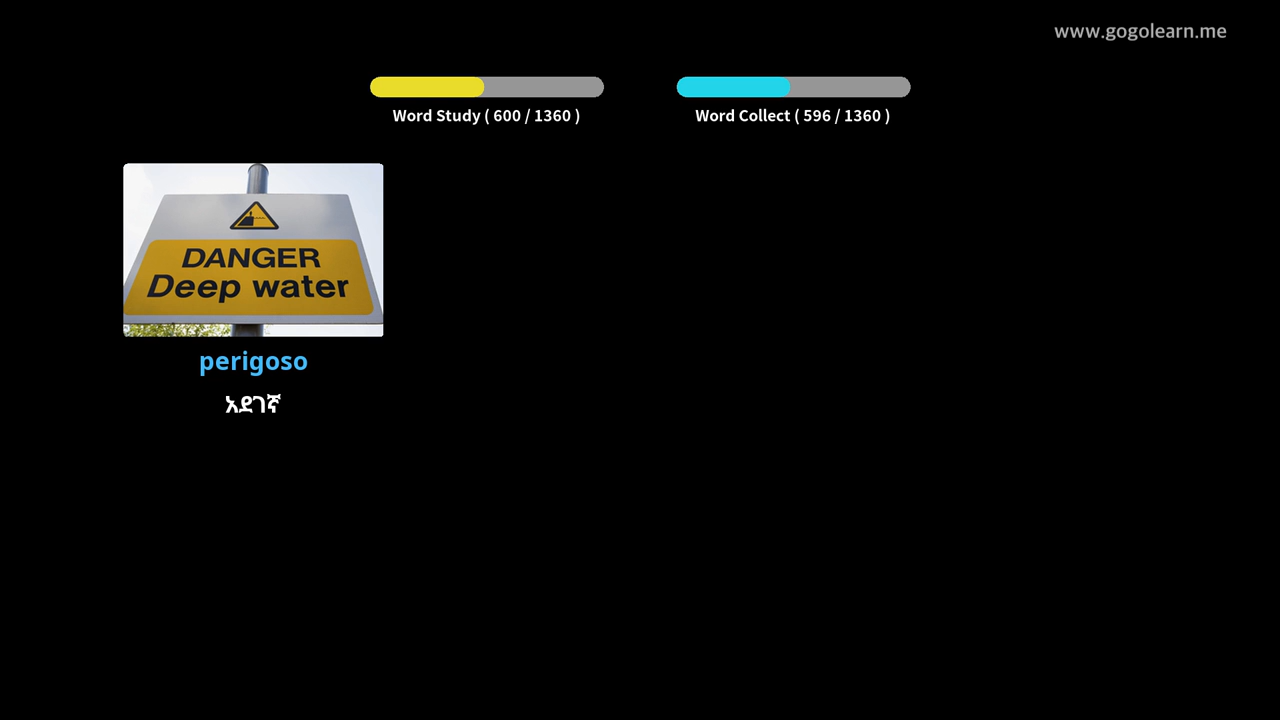 www.gogolearn.me
Word Study ( 600 / 1360 )
Word Collect ( 596 / 1360 )
DANGER
Deep water
perigoso
አደገኛ